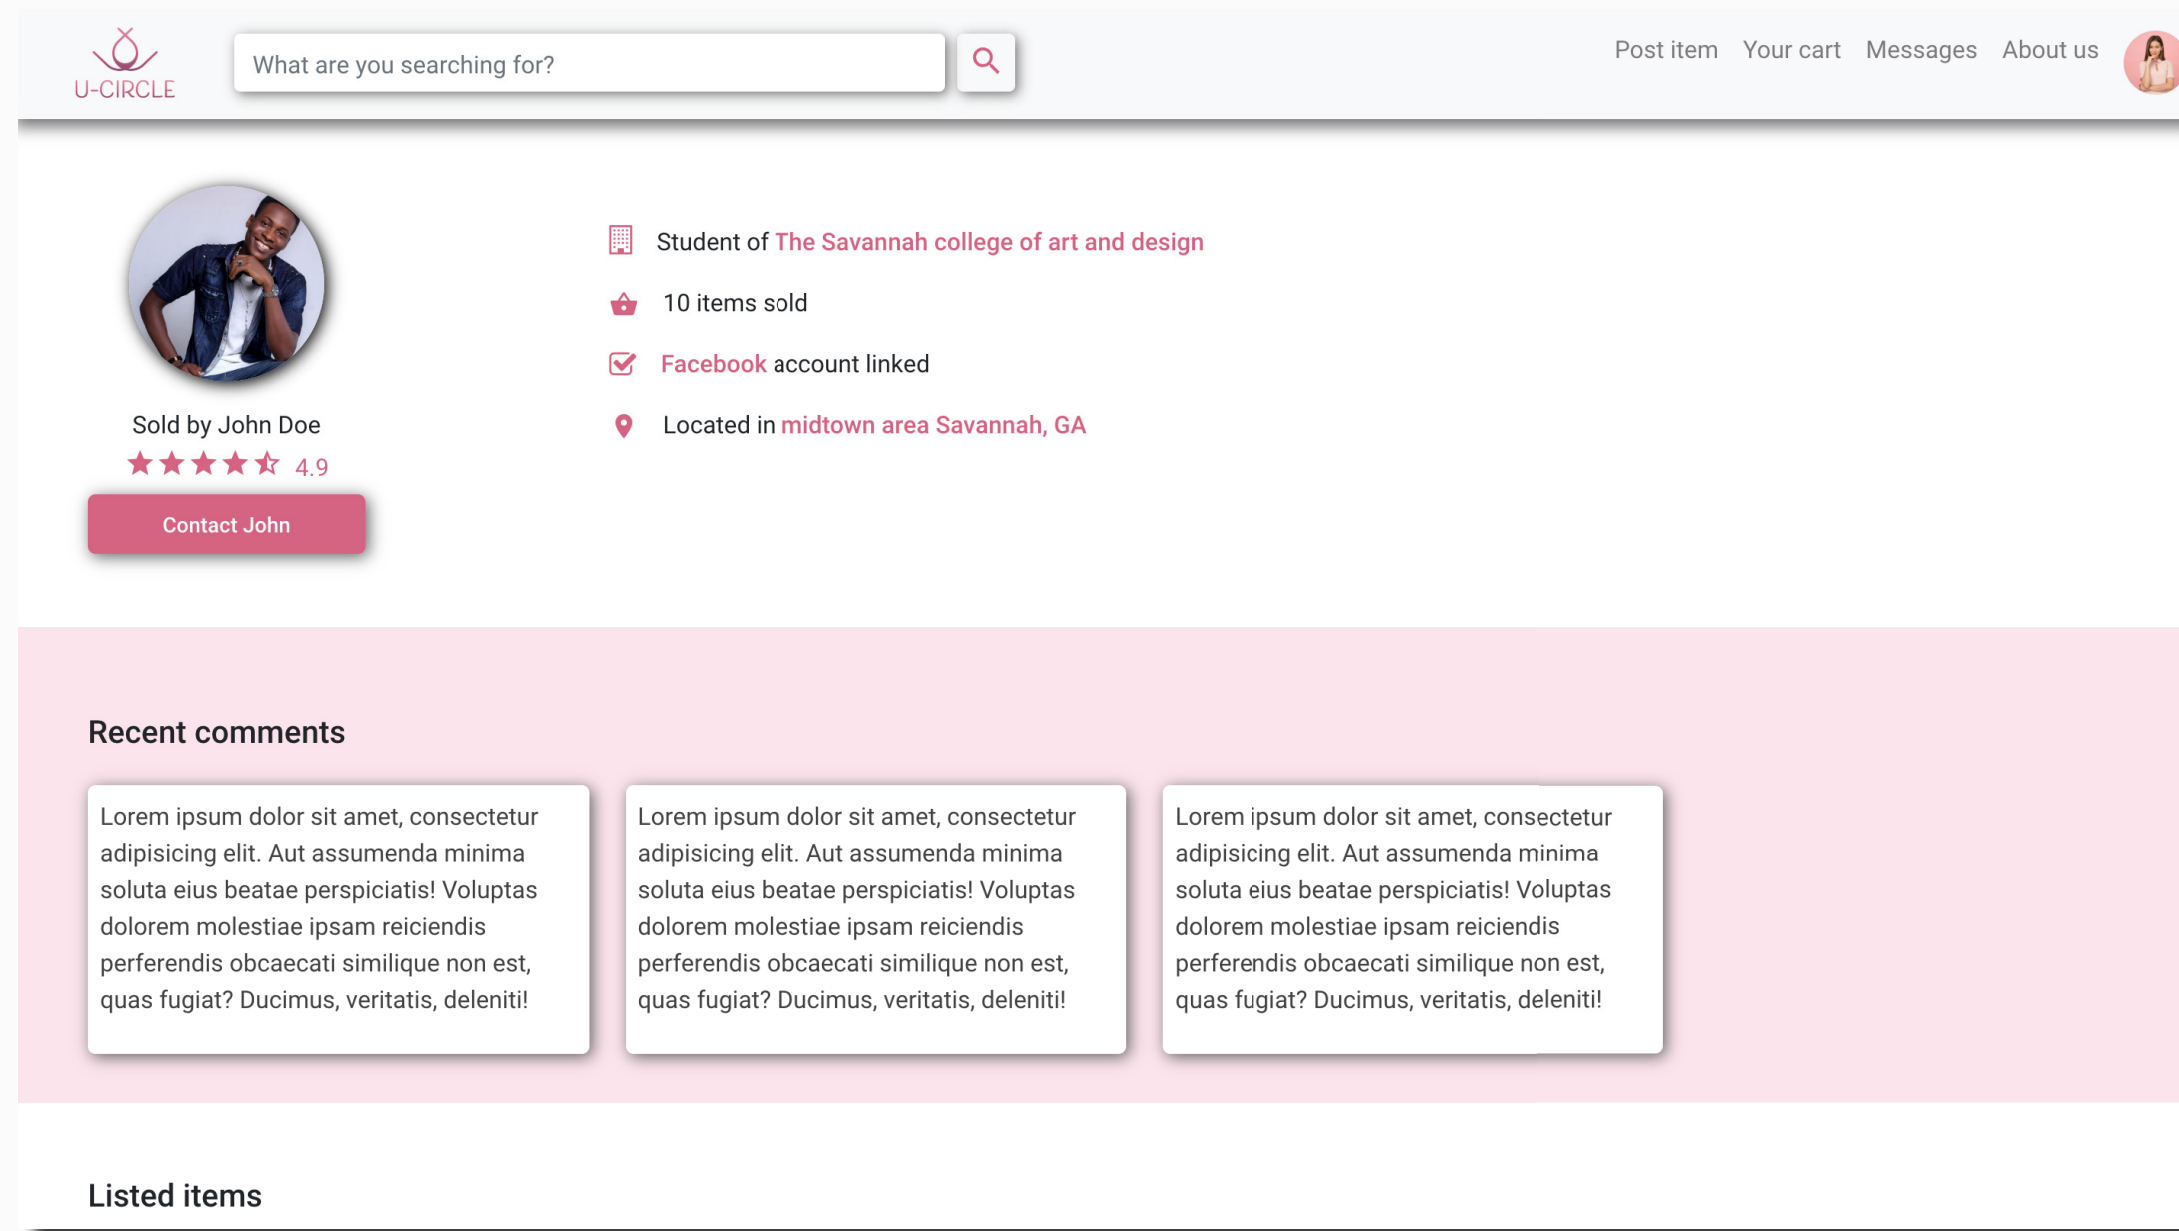 U-CIRCLE
What are you searching for?
Post item
Your cart
Messages
About us
Sold by John Doe
4.9
Contact John
Student of The Savannah college of art and design
10 items sold
Facebook account linked
Located in midtown area Savannah, GA
Recent comments
Lorem ipsum dolor sit amet, consectetur
adipisicing elit. Aut assumenda minima
soluta eius beatae perspiciatis! Voluptas
dolorem molestiae ipsam reiciendis
perferendis obcaecati similique non est,
quas fugiat? Ducimus, veritatis, deleniti!
Lorem ipsum dolor sit amet, consectetur
adipisicing elit. Aut assumenda minima
soluta eius beatae perspiciatis! Voluptas
dolorem molestiae ipsam reiciendis
perferendis obcaecati similique non est,
quas fugiat? Ducimus, veritatis, deleniti!
Lorem ipsum dolor sit amet, consectetur
adipisicing elit. Aut assumenda minima
soluta eius beatae perspiciatis! Voluptas
dolorem molestiae ipsam reiciendis
perferendis obcaecati similique non est,
quas fugiat? Ducimus, veritatis, deleniti!
Listed items